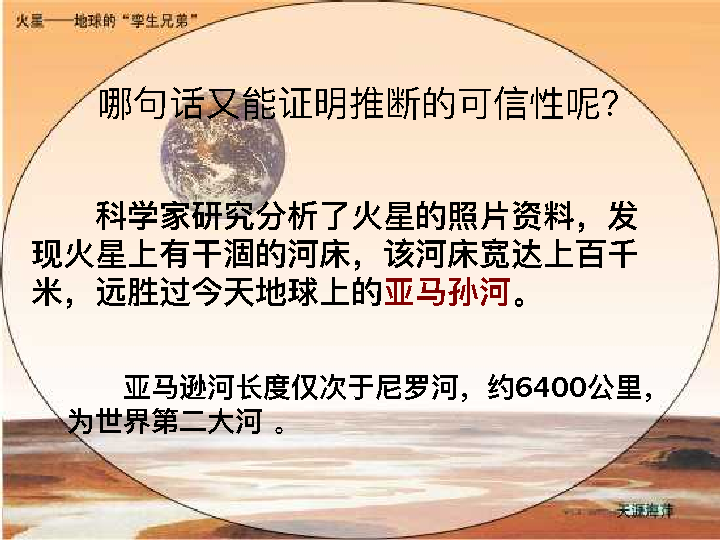 火星——地球的“孪生兄弟”
哪句话又能证明推断的可信性呢？
科学家研究分析了火星的照片资料，发
现火星上有干涸的河床，该河床宽达上百千
米，远胜过今天地球上的亚马孙河。
亚马逊河长度仅次于尼罗河，约6400公里，
为世界第二大河 。
天涯海井